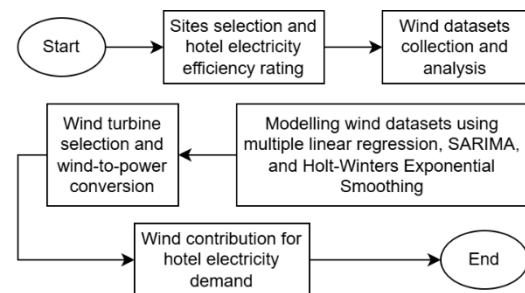 Start
Sites selection and
hotel electricity
efficiency rating
Wind datasets
collection and
analysis
Wind turbine
selection and
wind-to-power
conversion
Modelling wind datasets using
multiple linear regression, SARIMA,
and Holt-Winters Exponential
Smoothing
Wind contribution for
hotel electricity
demand
End